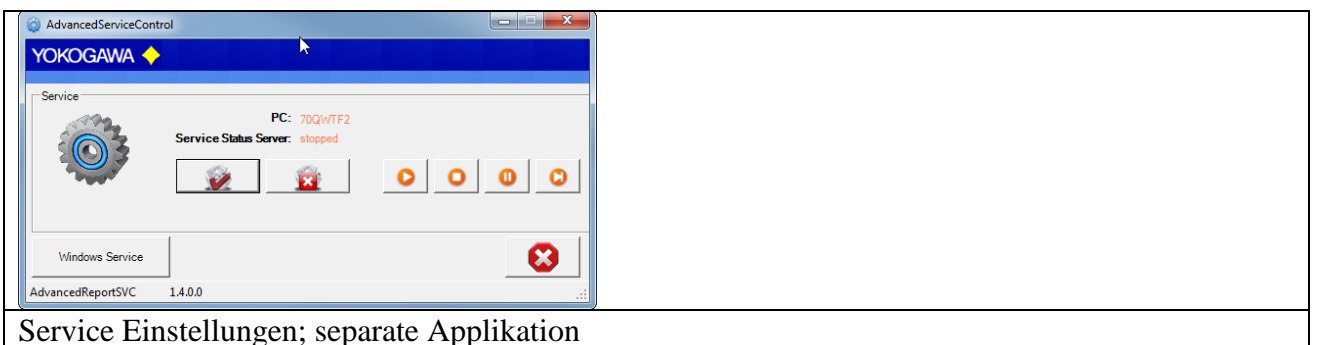 AdvancedServiceControl
YOKOGAWA
Service
PC: 70QWTF2
Service Status Server: stopped
Windows Service
AdvancedReportSVC 1.4.0.0
Service Einstellungen; separate Applikation